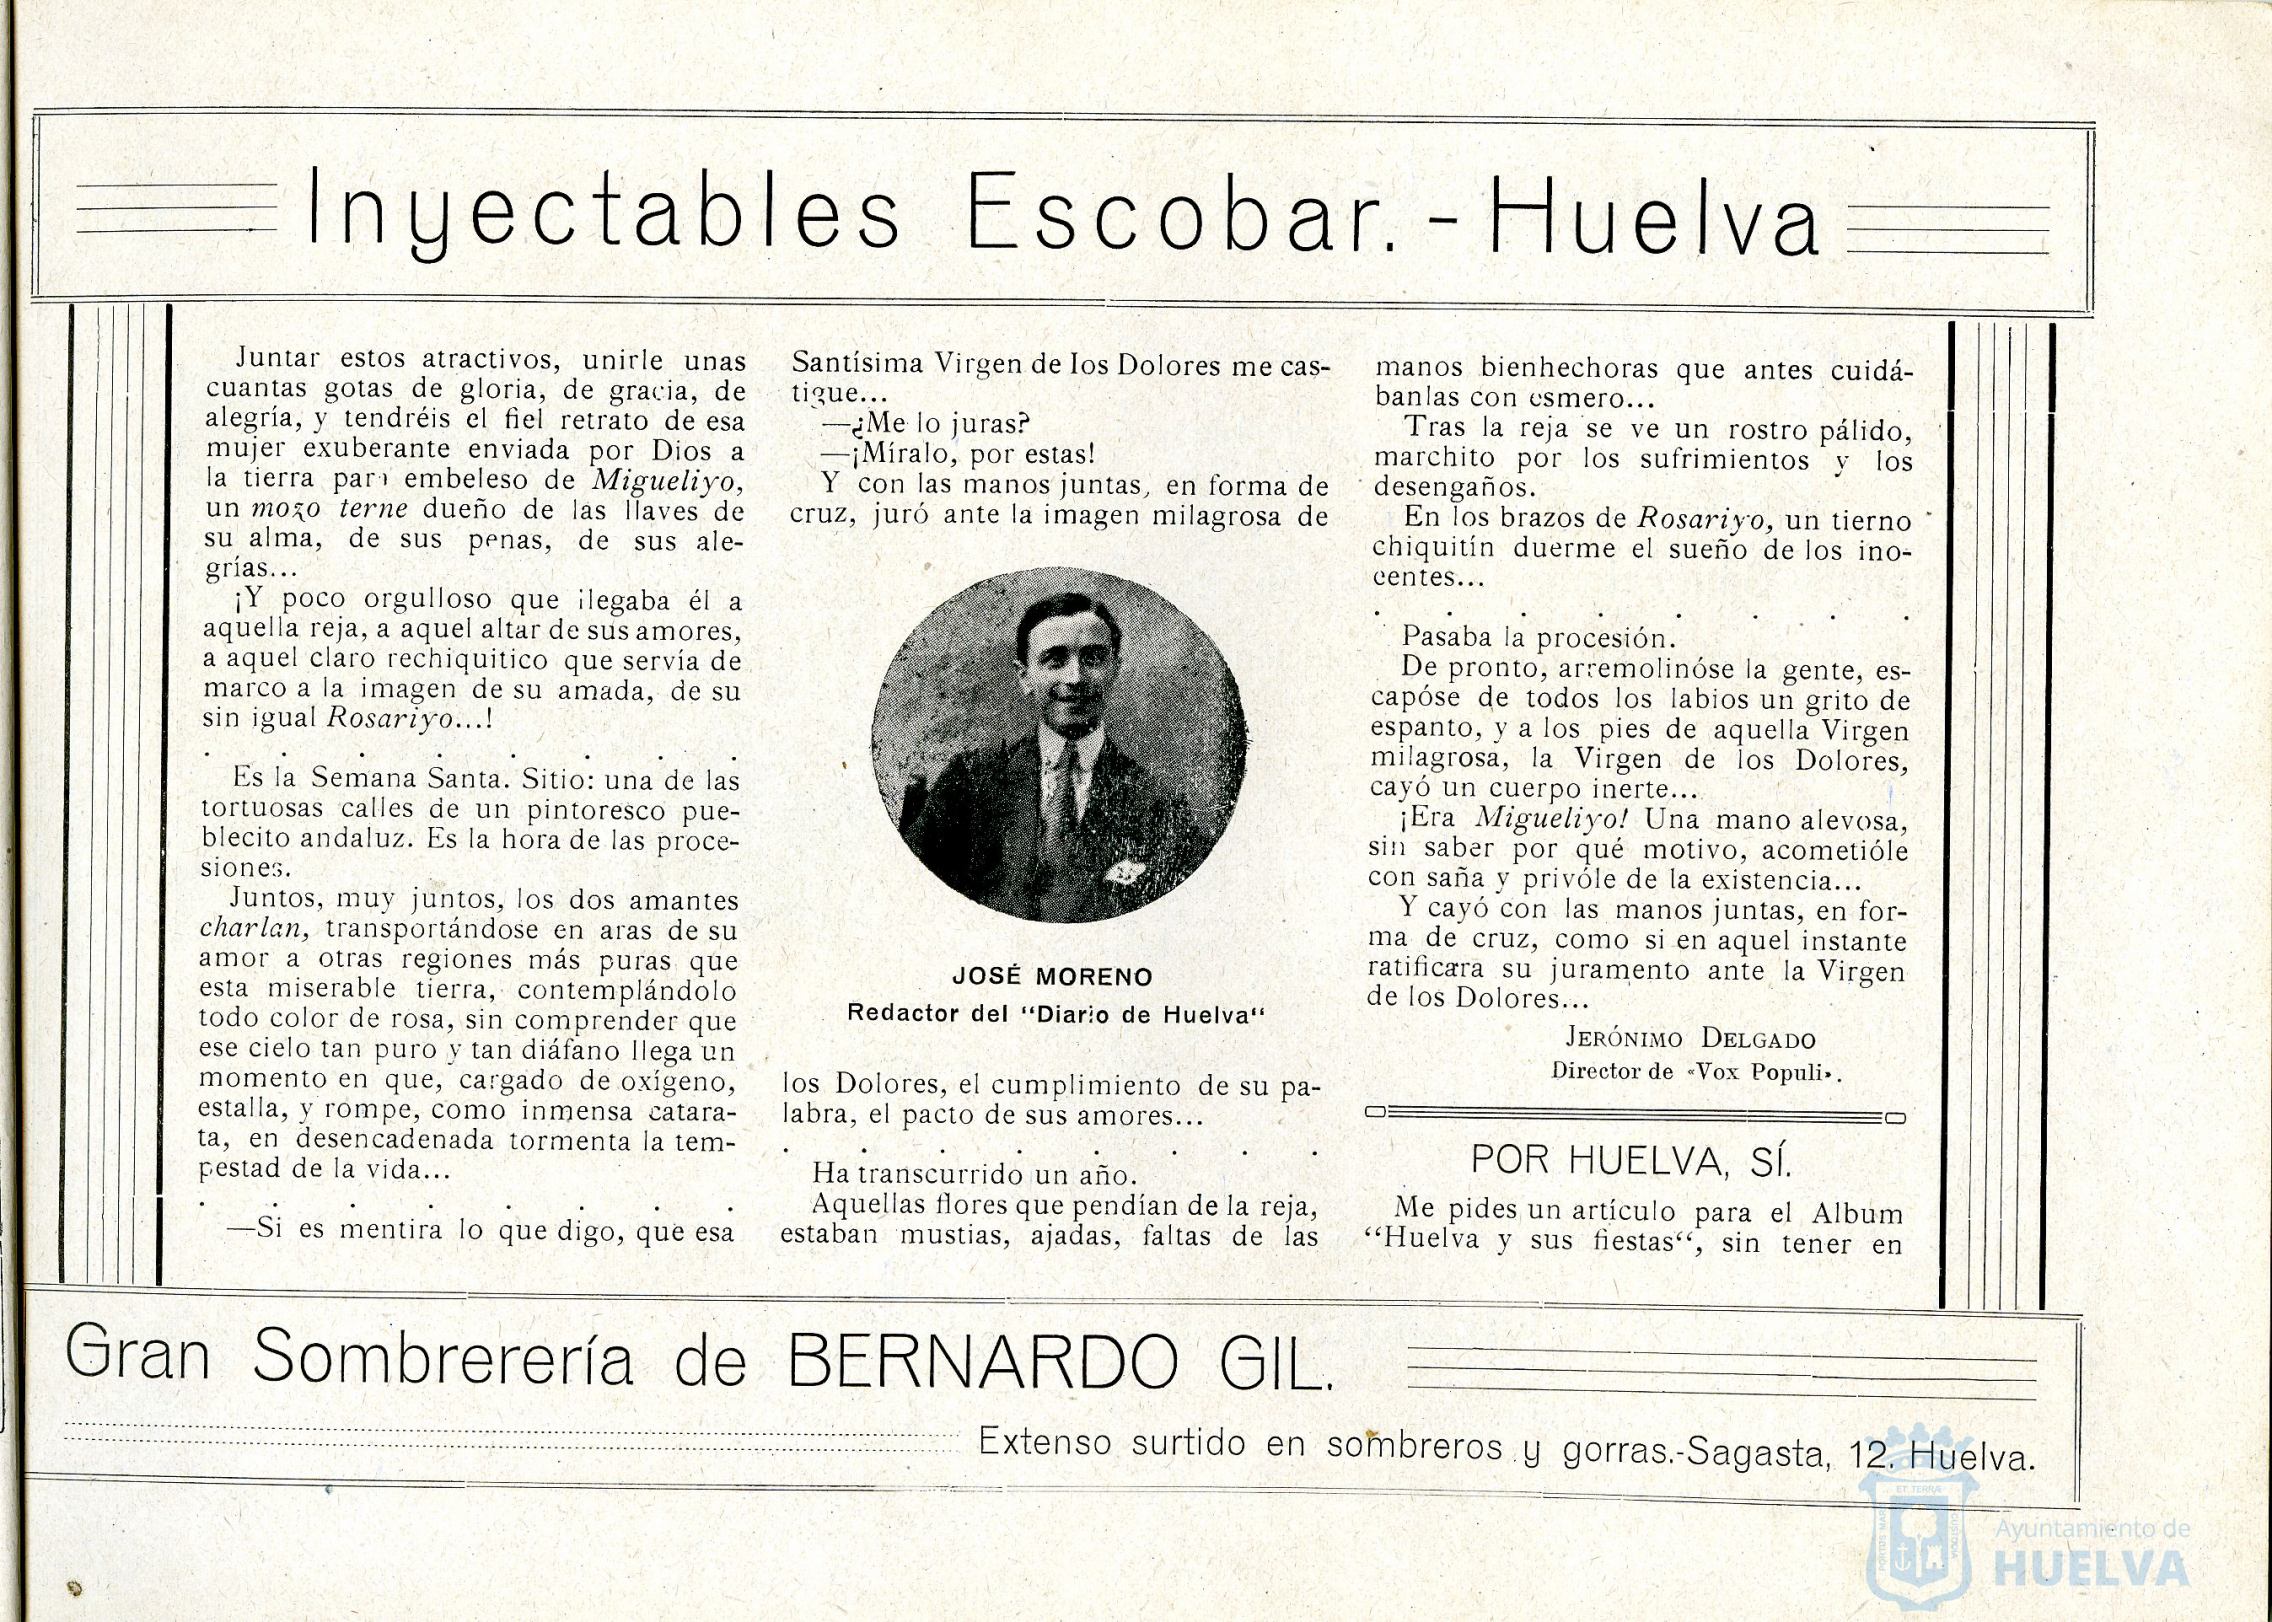 Inyectables Escobar.-Huelva
Juntar estos atractivos, unirle unas
cuantas gotas de gloria, de gracia, de
alegría, y tendréis el fiel retrato de esa
mujer exuberante enviada por Dios a
la tierra para embeleso de Migueliyo,
un mozo terne dueño de las llaves de
su alma, de sus penas, de sus ale-
grías...
¡Y poco orgulloso que llegaba él a
aquella reja, a aquel altar de sus amores,
a aquel claro rechiquitico que servía de
marco a la imagen de su amada, de su
sin igual Rosariyo...!
. . . . . . . .
Es la Semana Santa. Sitio: una de las
tortuosas calles de un pintoresco pue-
blecito andaluz. Es la hora de las proce-
siones.
Juntos, muy juntos, los dos amantes
charlan, transportándose en aras de su
amor a otras regiones más puras que
esta miserable tierra, contemplándolo
todo color de rosa, sin comprender que
ese cielo tan puro y tan diáfano llega un
momento en que, cargado de oxígeno,
estalla, y rompe, como inmensa catara-
ta, en desencadenada tormenta la tem-
pestad de la vida...
. . . . . . . .
—Si es mentira lo que digo, que esa
Santísima Virgen de los Dolores me cas-
tigue...
—¿Me lo juras?
—¡Míralo, por estas!
Y con las manos juntas, en forma de
cruz, juró ante la imagen milagrosa de
JOSÉ MORENO
Redactor del “Diario de Huelva“
los Dolores, el cumplimiento de su pa-
labra, el pacto de sus amores...
. . . . . . . .
Ha transcurrido un año.
Aquellas flores que pendían de la reja,
estaban mustias, ajadas, faltas de las
manos bienhechoras que antes cuidá-
banlas con esmero...
Tras la reja se ve un rostro pálido,
marchito por los sufrimientos y los
desengaños.
En los brazos de Rosariyo, un tierno
chiquitín duerme el sueño de los ino-
centes...
. . . . . . .
Pasaba la procesión.
De pronto, arremolinóse la gente, es-
capóse de todos los labios un grito de
espanto, y a los pies de aquella Virgen
milagrosa, la Virgen de los Dolores,
cayó un cuerpo inerte...
¡Era Migueliyo! Una mano alevosa,
sin saber por qué motivo, acometióle
con saña y privóle de la existencia...
Y cayó con las manos juntas, en for-
ma de cruz, como si en aquel instante
ratificara su juramento ante la Virgen
de los Dolores...
JERÓNIMO DELGADO
Director de «Vox Populi».
POR HUELVA, SÍ.
Me pides un artículo para el Album
“Huelva y sus fiestas“, sin tener en
Gran Sombrerería de BERNARDO GIL.
Extenso surtido en sombreros y gorras.-Sagasta, 12. Huelva.
ET TERRÆ
PORTUS MARIS
CUSTODIA
Ayuntamiento de
HUELVA